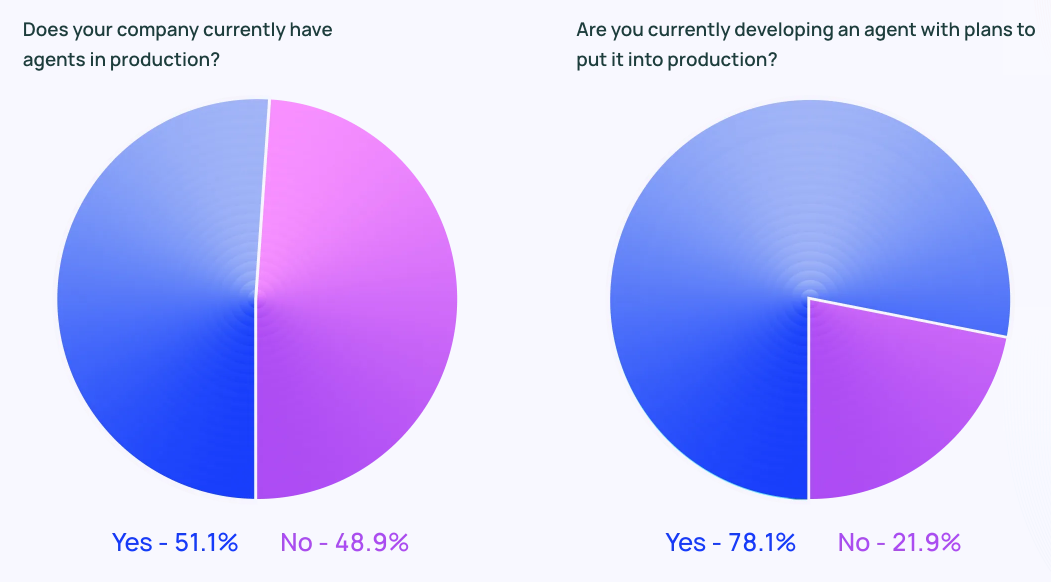 Does your company currently have
agents in production?
Are you currently developing an agent with plans to
put it into production?
Yes - 51.1%
No - 48.9%
Yes - 78.1%
No - 21.9%